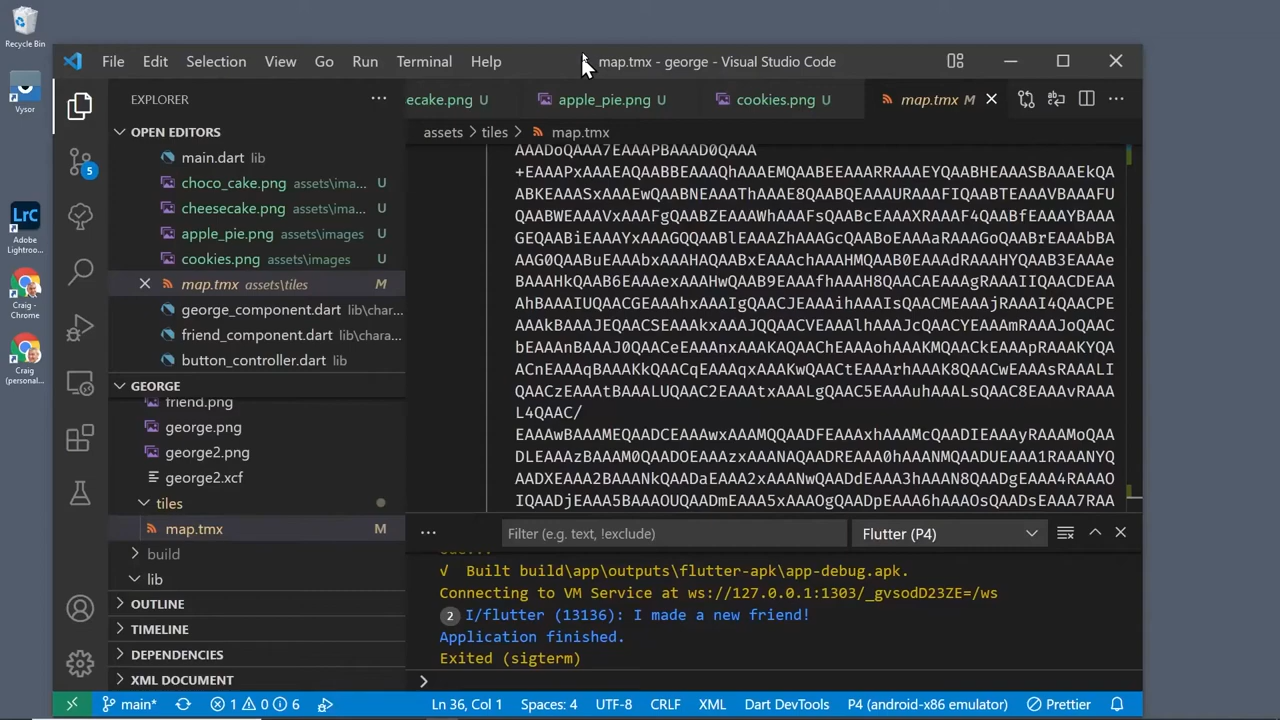 Recycle Bin
Vysor
Adobe
Lightroo...
Craig -
Chrome
Craig
(personal...
LrC
File Edit Selection View Go Run Terminal Help
map.tmx - george - Visual Studio Code
EXPLORER
OPEN EDITORS
main.dart lib
choco_cake.png assets\ima... U
cheesecake.png assets\ima... U
apple_pie.png assets\images U
cookies.png assets\images U
map.tmx assets\tiles M
george_component.dart lib\char...
friend_component.dart lib\chara...
button_controller.dart lib
GEORGE
friend.png
george.png
george2.png
george2.xcf
tiles
map.tmx M
build
lib
OUTLINE
TIMELINE
DEPENDENCIES
XML DOCUMENT
5
ecake.png U apple_pie.png U cookies.png U map.tmx M
assets > tiles > map.tmx
AAADoQAAA7EAAAPBAAAD0QAAA
+EAAAPxAAAEAQAABBEAAAQhAAAEMQAABEEAAARRAAAEYQAABHEAAASBAAAEkQA
ABKEAAASxAAAEwQAABNEAAAThAAAE8QAABQEAAAURAAAFIQAABTEAAAVBAAAFU
QAABWEAAAVxAAAFgQAABZEAAAWhAAAFsQAABcEAAAXRAAAF4QAABfEAAAYBAAA
GEQAABiEAAAYxAAAGQQAABlEAAAZhAAAGcQAABoEAAAaRAAAGoQAABrEAAAbBA
AAG0QAABuEAAAbxAAAHAQAABxEAAAchAAAHMQAAB0EAAAdRAAAHYQAAB3EAAAe
BAAAHkQAAB6EAAAexAAAHwQAAB9EAAAfhAAAH8QAACAEAAAgRAAAIIQAACDEAA
AhBAAAIUQAACGEAAAhxAAAIgQAACJEAAAihAAAIsQAACMEAAAjRAAAI4QAACPE
AAAkBAAAJEQAACSEAAAkxAAAJQQAACVEAAAlhAAAJcQAACYEAAAmRAAAJoQAAC
bEAAAnBAAAJ0QAACeEAAAnxAAAKAQAAChEAAAohAAAKMQAACkEAAApRAAAKYQA
ACnEAAAqBAAAKkQAACqEAAAqxAAAKwQAACtEAAArhAAAK8QAACwEAAAsRAAALI
QAACzEAAAtBAAALUQAAC2EAAAtxAAALgQAAC5EAAAuhAAALsQAAC8EAAAvRAAA
L4QAAC/
EAAAwBAAAMEQAADCEAAAwxAAAMQQAADFEAAAxhAAAMcQAADIEAAAyRAAAMoQAA
DLEAAAzBAAAM0QAADOEAAAzxAAANAQAADREAAA0hAAANMQAADUEAAA1RAAANYQ
AADXEAAA2BAAANkQAADaEAAA2xAAANwQAADdEAAA3hAAAN8QAADgEAAA4RAAAO
IQAADjEAAA5BAAAOUQAADmEAAA5xAAAOgQAADpEAAA6hAAAOsQAADsEAAA7RAA
Filter (e.g. text, !exclude)
Flutter (P4)
√ Built build\app\outputs\flutter-apk\app-debug.apk.
Connecting to VM Service at ws://127.0.0.1:1303/_gvsodD23ZE=/ws
2 I/flutter (13136): I made a new friend!
Application finished.
Exited (sigterm)
main* 1 0 6 Ln 36, Col 1 Spaces: 4 UTF-8 CRLF XML Dart DevTools P4 (android-x86 emulator) Prettier